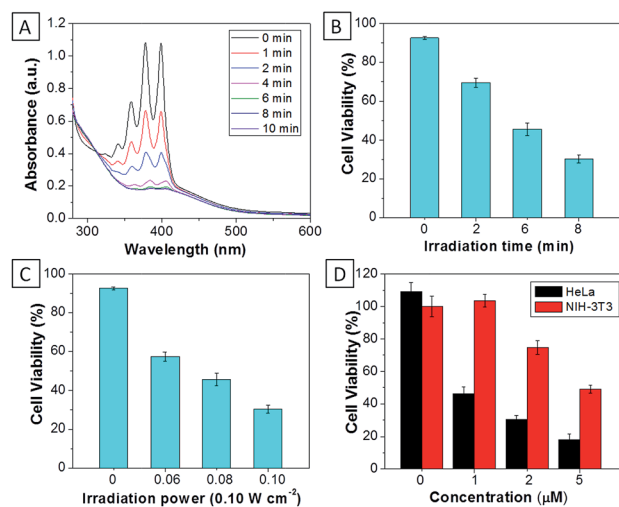 A
0 min
1 min
2 min
4 min
6 min
8 min
10 min
1.2
1.0
0.8
0.6
0.4
0.2
0.0
Absorbance (a.u.)
300 400 500 600
Wavelength (nm)
B
100
80
60
40
20
0
Cell Viability (%)
0 2 6 8
Irradiation time (min)
C
100
80
60
40
20
0
Cell Viability (%)
0 0.06 0.08 0.10
Irradiation power (0.10 W cm⁻²)
D
HeLa
NIH-3T3
120
100
80
60
40
20
0
Cell Viability (%)
0 1 2 5
Concentration (μM)